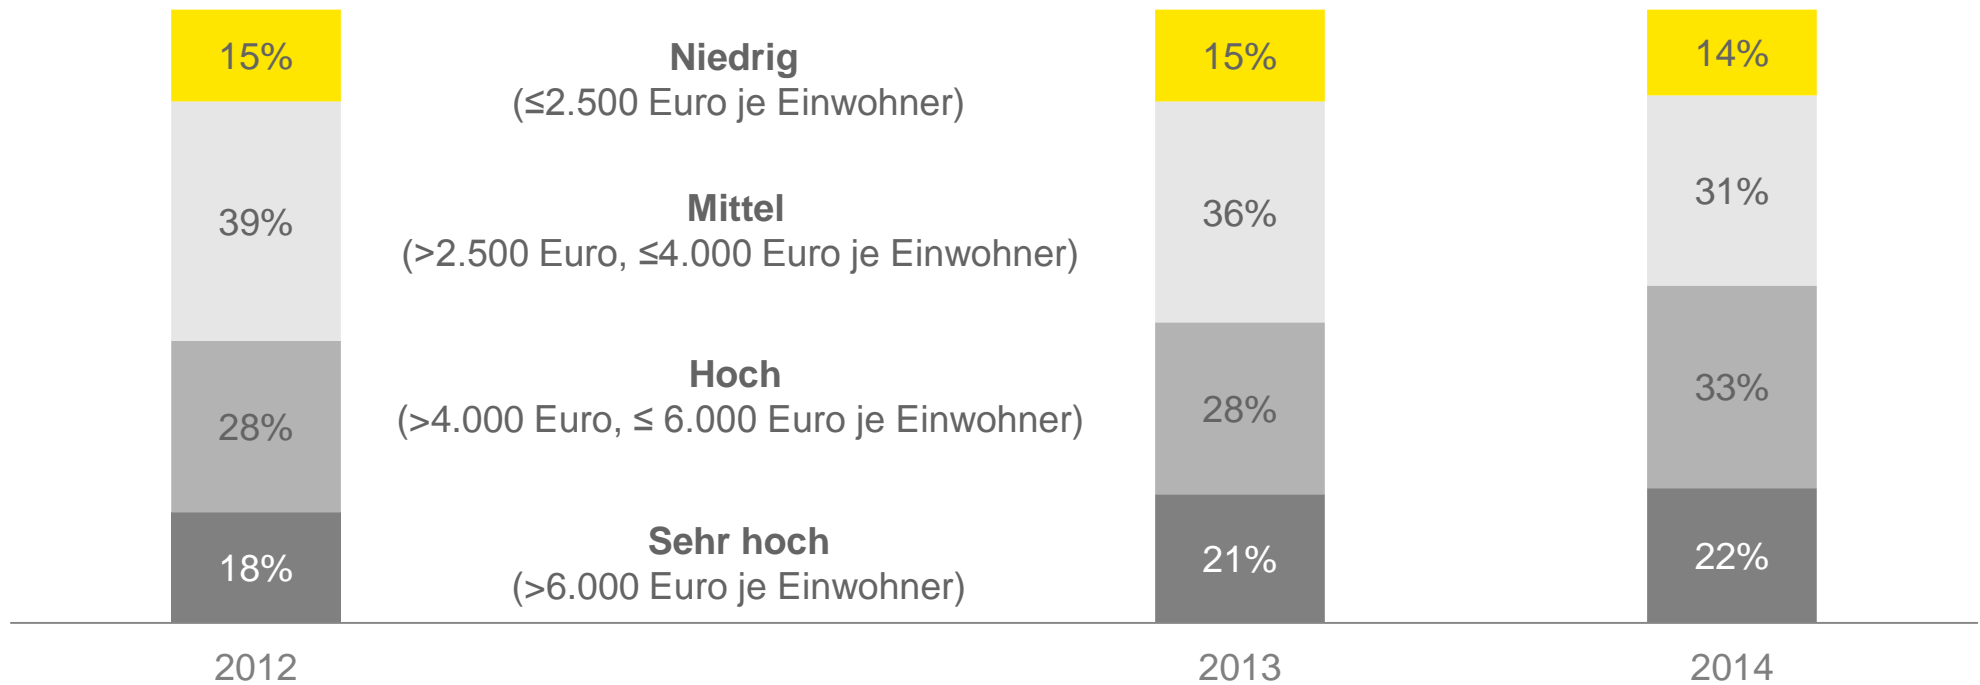 15%
39%
28%
18%
2012
Niedrig
(≤2.500 Euro je Einwohner)
Mittel
(>2.500 Euro, ≤4.000 Euro je Einwohner)
Hoch
(>4.000 Euro, ≤ 6.000 Euro je Einwohner)
Sehr hoch
(>6.000 Euro je Einwohner)
15%
36%
28%
21%
2013
14%
31%
33%
22%
2014